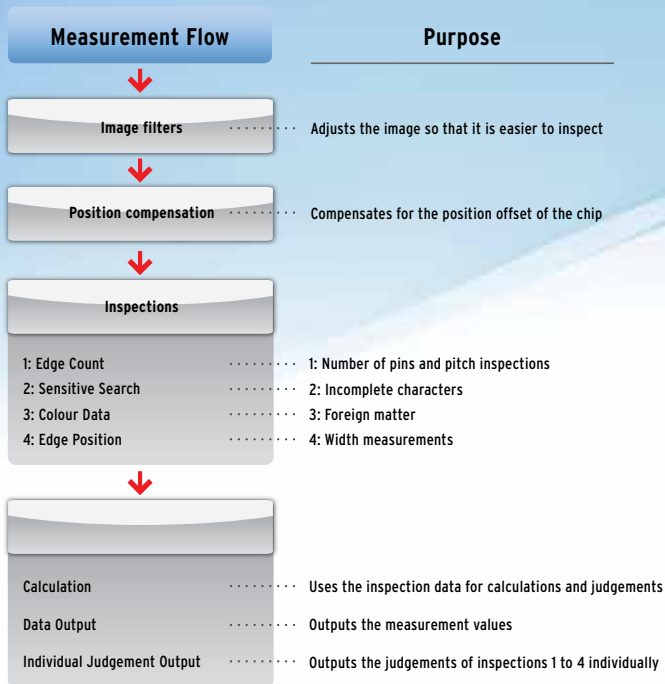 Measurement Flow Purpose
Image filters ········· Adjusts the image so that it is easier to inspect
Position compensation ········· Compensates for the position offset of the chip
Inspections
1: Edge Count ········· 1: Number of pins and pitch inspections
2: Sensitive Search ········· 2: Incomplete characters
3: Colour Data ········· 3: Foreign matter
4: Edge Position ········· 4: Width measurements
Calculation ········· Uses the inspection data for calculations and judgements
Data Output ········· Outputs the measurement values
Individual Judgement Output ········· Outputs the judgements of inspections 1 to 4 individually